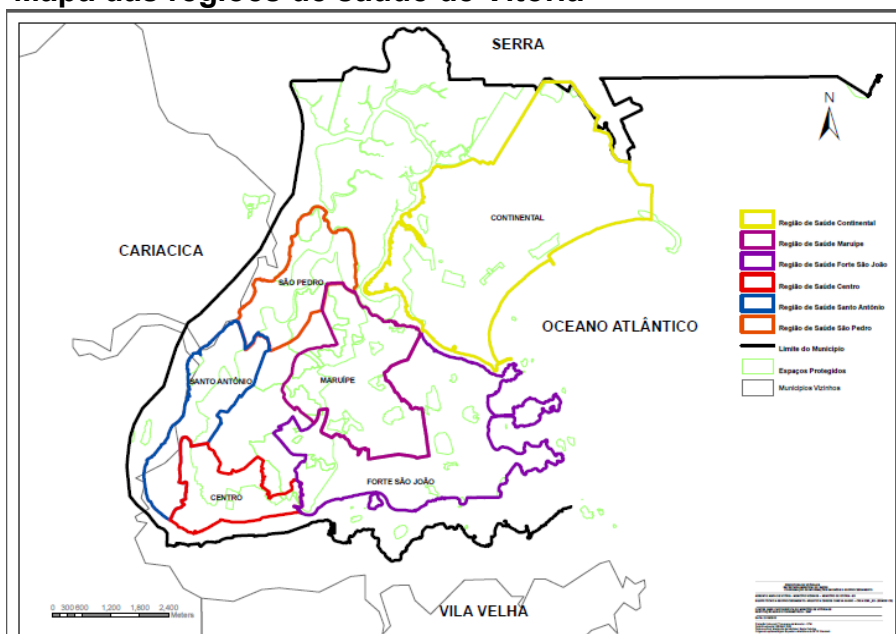 Mapa das regiões de saúde de Vitória
SERRA
N
CONTINENTAL
CARIACICA
SÃO PEDRO
OCEANO ATLÂNTICO
SANTO ANTÔNIO
MARUÍPE
FORTE SÃO JOÃO
CENTRO
VILA VELHA
Região de Saúde Continental
Região de Saúde Maruípe
Região de Saúde Forte São João
Região de Saúde Centro
Região de Saúde Santo Antônio
Região de Saúde São Pedro
Limite do Município
Espaços Protegidos
Municípios Vizinhos
0 300 600 1,200 1,800 2,400
Meters